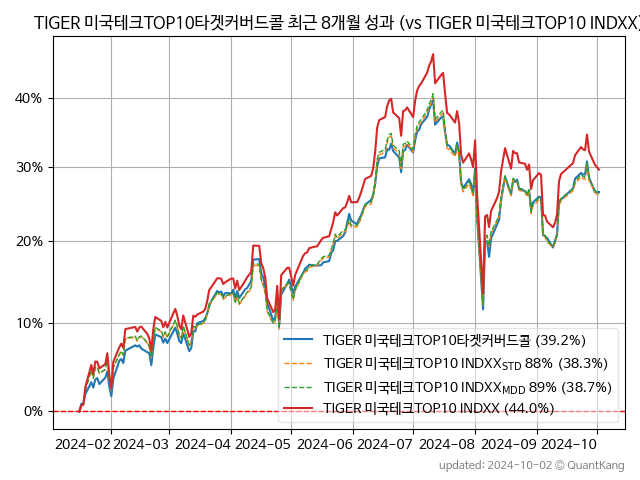 TIGER 미국테크TOP10타겟커버드콜 최근 8개월 성과 (vs TIGER 미국테크TOP10 INDXX)
40%
30%
20%
10%
0%
TIGER 미국테크TOP10타겟커버드콜 (39.2%)
TIGER 미국테크TOP10 INDXX_STD 88% (38.3%)
TIGER 미국테크TOP10 INDXX_MDD 89% (38.7%)
TIGER 미국테크TOP10 INDXX (44.0%)
2024-02 2024-03 2024-04 2024-05 2024-06 2024-07 2024-08 2024-09 2024-10
updated: 2024-10-02 © QuantKang